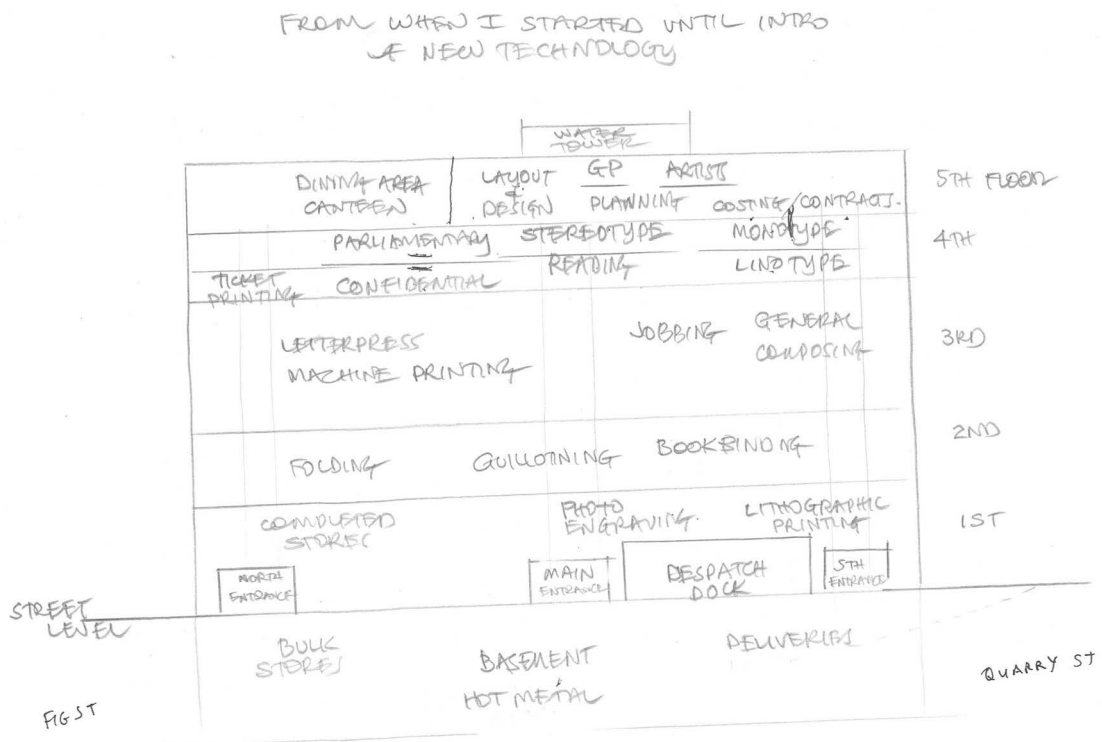 FROM WHEN I STARTED UNTIL INTRO
OF NEW TECHNOLOGY
WATER
TOWER
DINING AREA
CANTEEN
LAYOUT
&
DESIGN
GP
ARTISTS
PLANNING
COSTING/CONTRACTS.
5TH FLOOR
PARLIAMENTARY
STEREOTYPE
MONOTYPE
4TH
TICKET
PRINTING
CONFIDENTIAL
READING
LINOTYPE
LETTERPRESS
MACHINE PRINTING
JOBBING
GENERAL
COMPOSING
3RD
FOLDING
GUILLOTINING
BOOKBINDING
2ND
COMPLETED
STORES
PHOTO
ENGRAVING.
LITHOGRAPHIC
PRINTING
1ST
NORTH
ENTRANCE
MAIN
ENTRANCE
DESPATCH
DOCK
STH
ENTRANCE
STREET
LEVEL
BULK
STORES
BASEMENT
HOT METAL
DELIVERIES
FIG ST
QUARRY ST